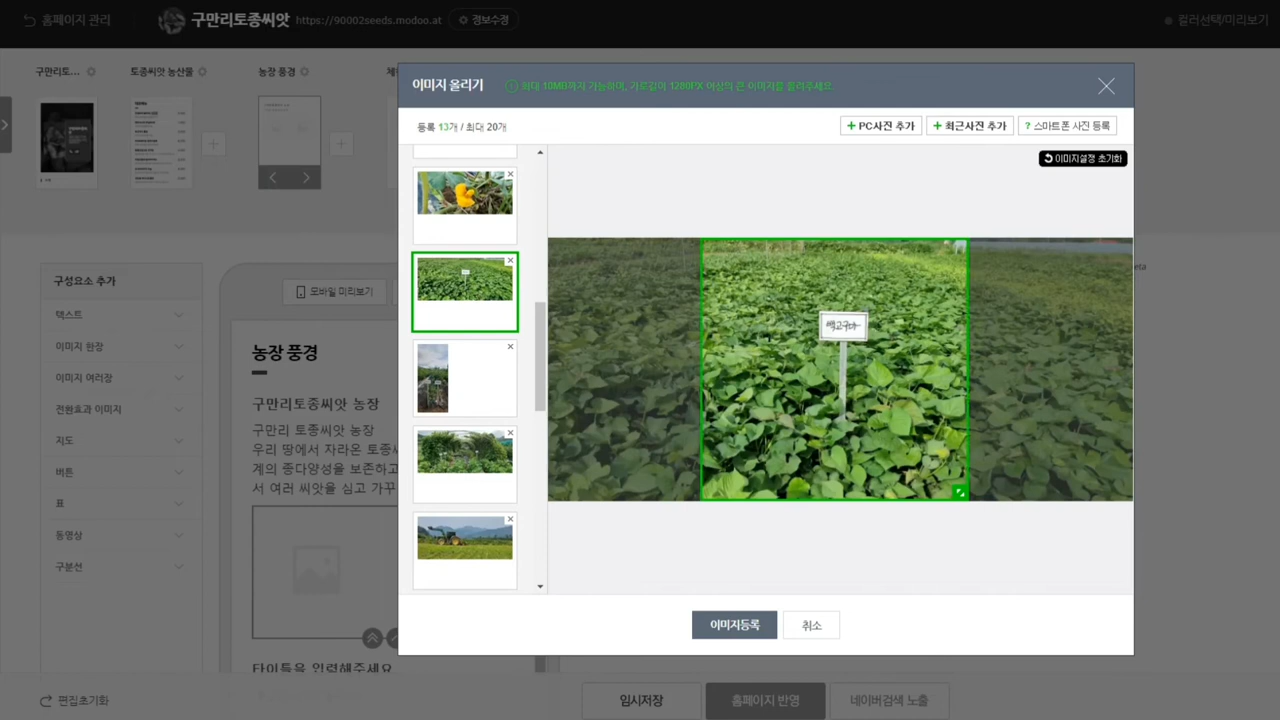 홈페이지 관리
구만리토종씨앗 https://90002seeds.modoo.at 정보수정
컬러선택/미리보기
구만리토...
토종씨앗 농산물
농장 풍경
이미지 올리기
최대 10MB까지 가능하며, 가로길이 1280PX 이상의 큰 이미지를 올려주세요
등록 13개 / 최대 20개
+ PC사진 추가
+ 최근사진 추가
? 스마트폰 사진 등록
이미지설정 초기화
구성요소 추가
텍스트
이미지 한장
이미지 여러장
전환효과 이미지
지도
버튼
표
동영상
구분선
모바일 미리보기
농장 풍경
구만리토종씨앗 농장
구만리 토종씨앗 농장
우리 땅에서 자라온 토종씨
계의 종다양성을 보존하고
서 여러 씨앗을 심고 가꾸
타이틀을 입력해주세요
이미지등록
취소
편집초기화
임시저장
홈페이지 반영
네이버검색 노출